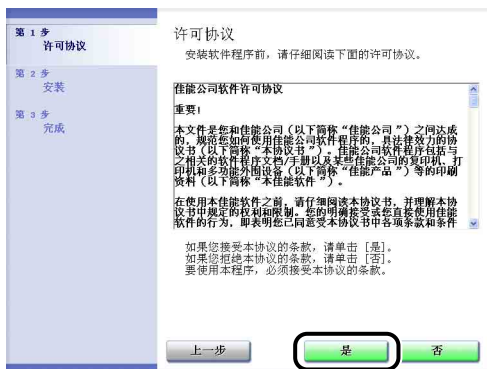 第 1 步
许可协议
第 2 步
安装
第 3 步
完成
许可协议
安装软件程序前，请仔细阅读下面的许可协议。
佳能公司软件许可协议
重要！
本文件是您和佳能公司（以下简称“佳能公司”）之间达成
的，规范您如何使用佳能公司软件程序的，具法律效力的协
议书（以下简称“本协议书”）。佳能公司软件程序包括与
之相关的软件程序文档/手册以及某些佳能公司的复印机、打
印机和多功能外围设备（以下简称“佳能产品”）等的印刷
资料（以下简称“本佳能软件”）。
在使用本佳能软件之前，请仔细阅读本协议书，并理解本协
议书中规定的权利和限制。您的明确接受或您直接使用佳能
软件的行为，即表明您已同意受本协议书中各项条款和条件
如果您接受本协议的条款，请单击 [是]。
如果您拒绝本协议的条款，请单击 [否]。
要使用本程序，必须接受本协议的条款。
上一步
是
否